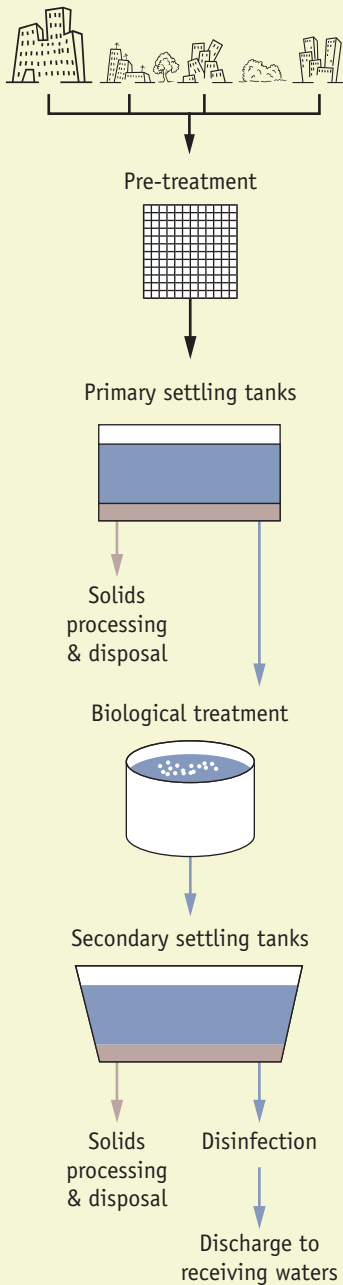 Pre-treatment
Primary settling tanks
Solids
processing
& disposal
Biological treatment
Secondary settling tanks
Solids
processing
& disposal
Disinfection
Discharge to
receiving waters